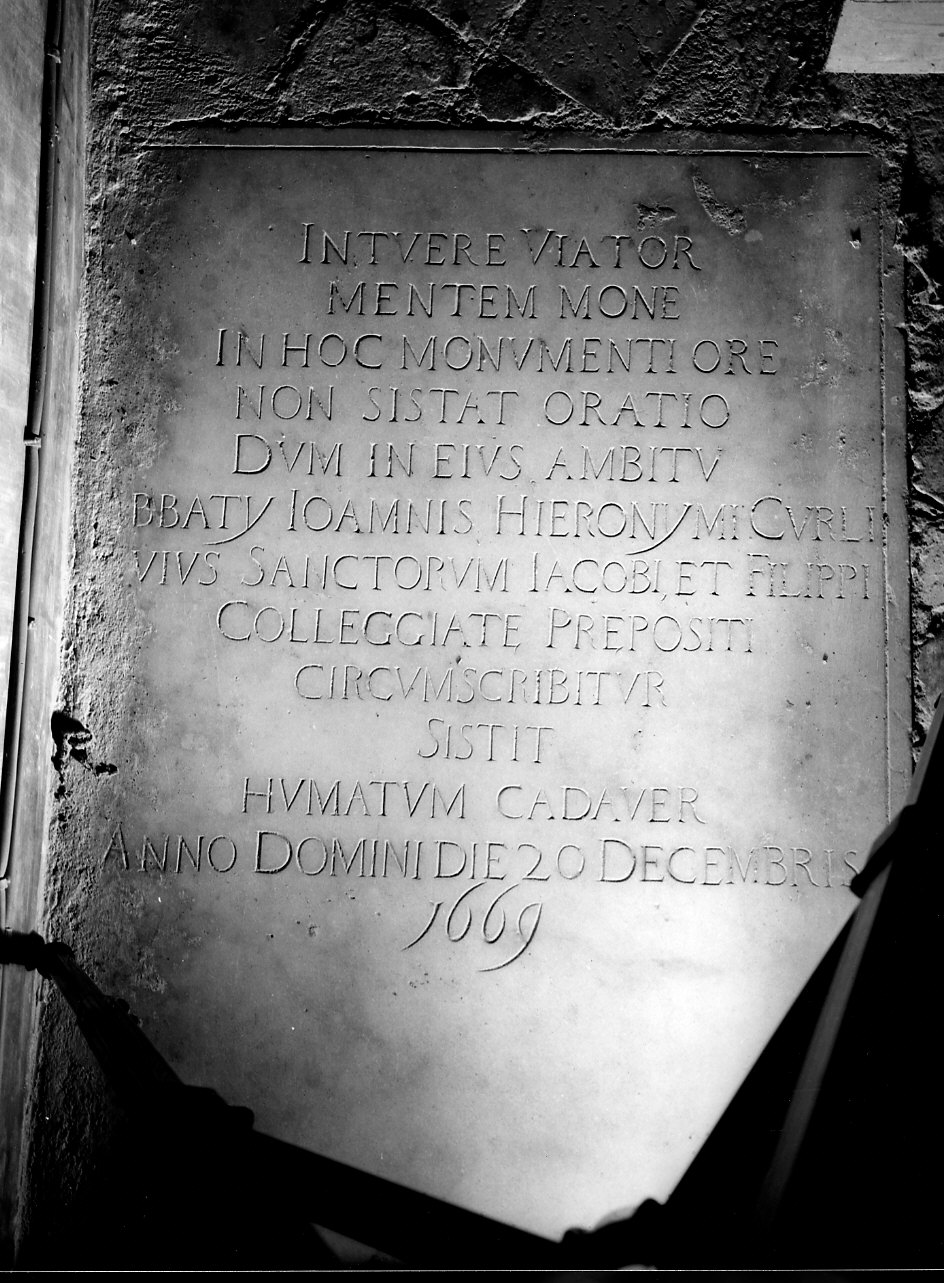 INTVERE VIATOR
MENTEM MONE
IN HOC MONVMENTI ORE
NON SISTAT ORATIO
DVM IN EIVS AMBITV
BBATIS IOAMNIS HIERONYMI CVRLI
VIVS SANCTORVM IACOBI, ET FILIPPI
COLLEGGIATE PREPOSITI
CIRCVMSCRIBITVR
SISTIT
HVMATVM CADAVER
ANNO DOMINI DIE 20 DECEMBRIS
1669